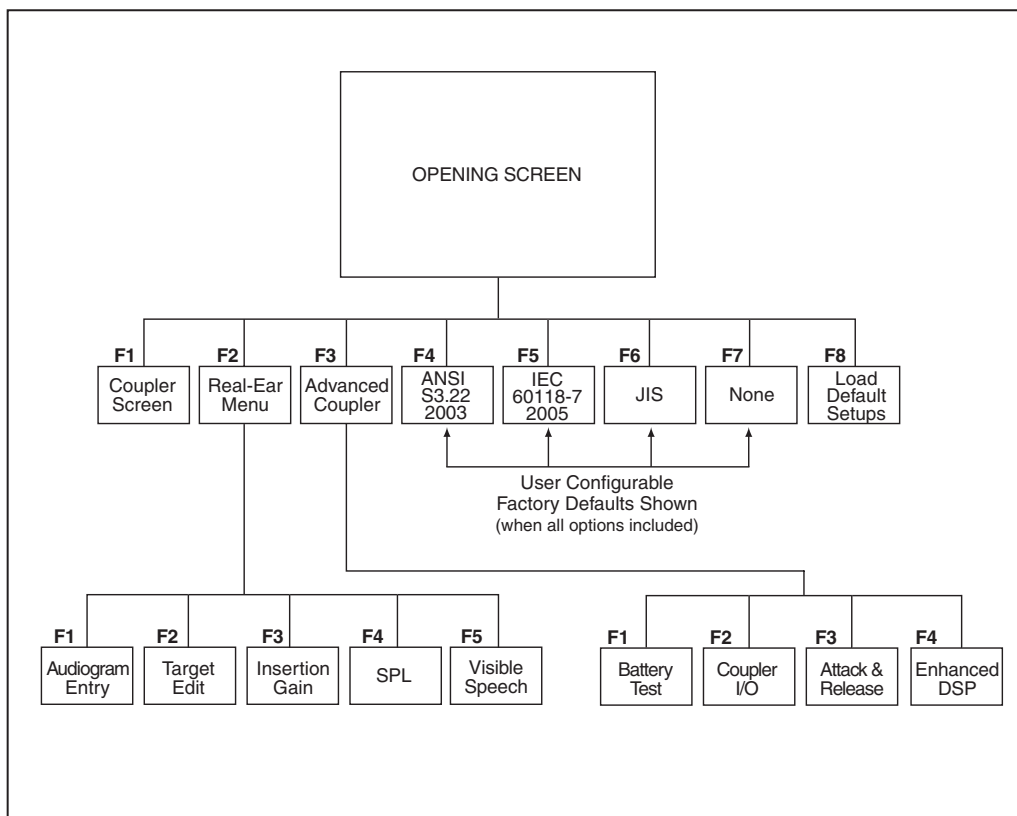 OPENING SCREEN
F1
Coupler
Screen
F2
Real-Ear
Menu
F3
Advanced
Coupler
F4
ANSI
S3.22
2003
F5
IEC
60118-7
2005
F6
JIS
F7
None
F8
Load
Default
Setups
User Configurable
Factory Defaults Shown
(when all options included)
F1
Audiogram
Entry
F2
Target
Edit
F3
Insertion
Gain
F4
SPL
F5
Visible
Speech
F1
Battery
Test
F2
Coupler
I/O
F3
Attack &
Release
F4
Enhanced
DSP